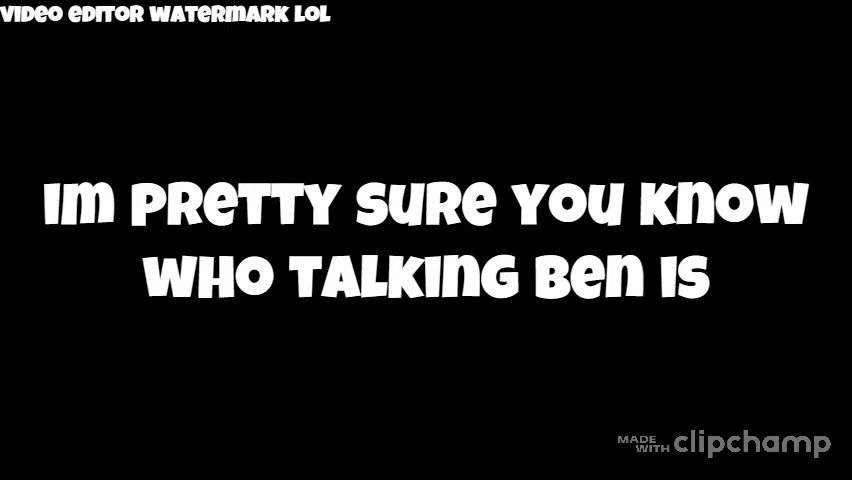 VIDEO EDITOR WATERMARK LOL
IM PRETTY SURE YOU KNOW
WHO TALKING BEN IS
MADE WITH clipchamp